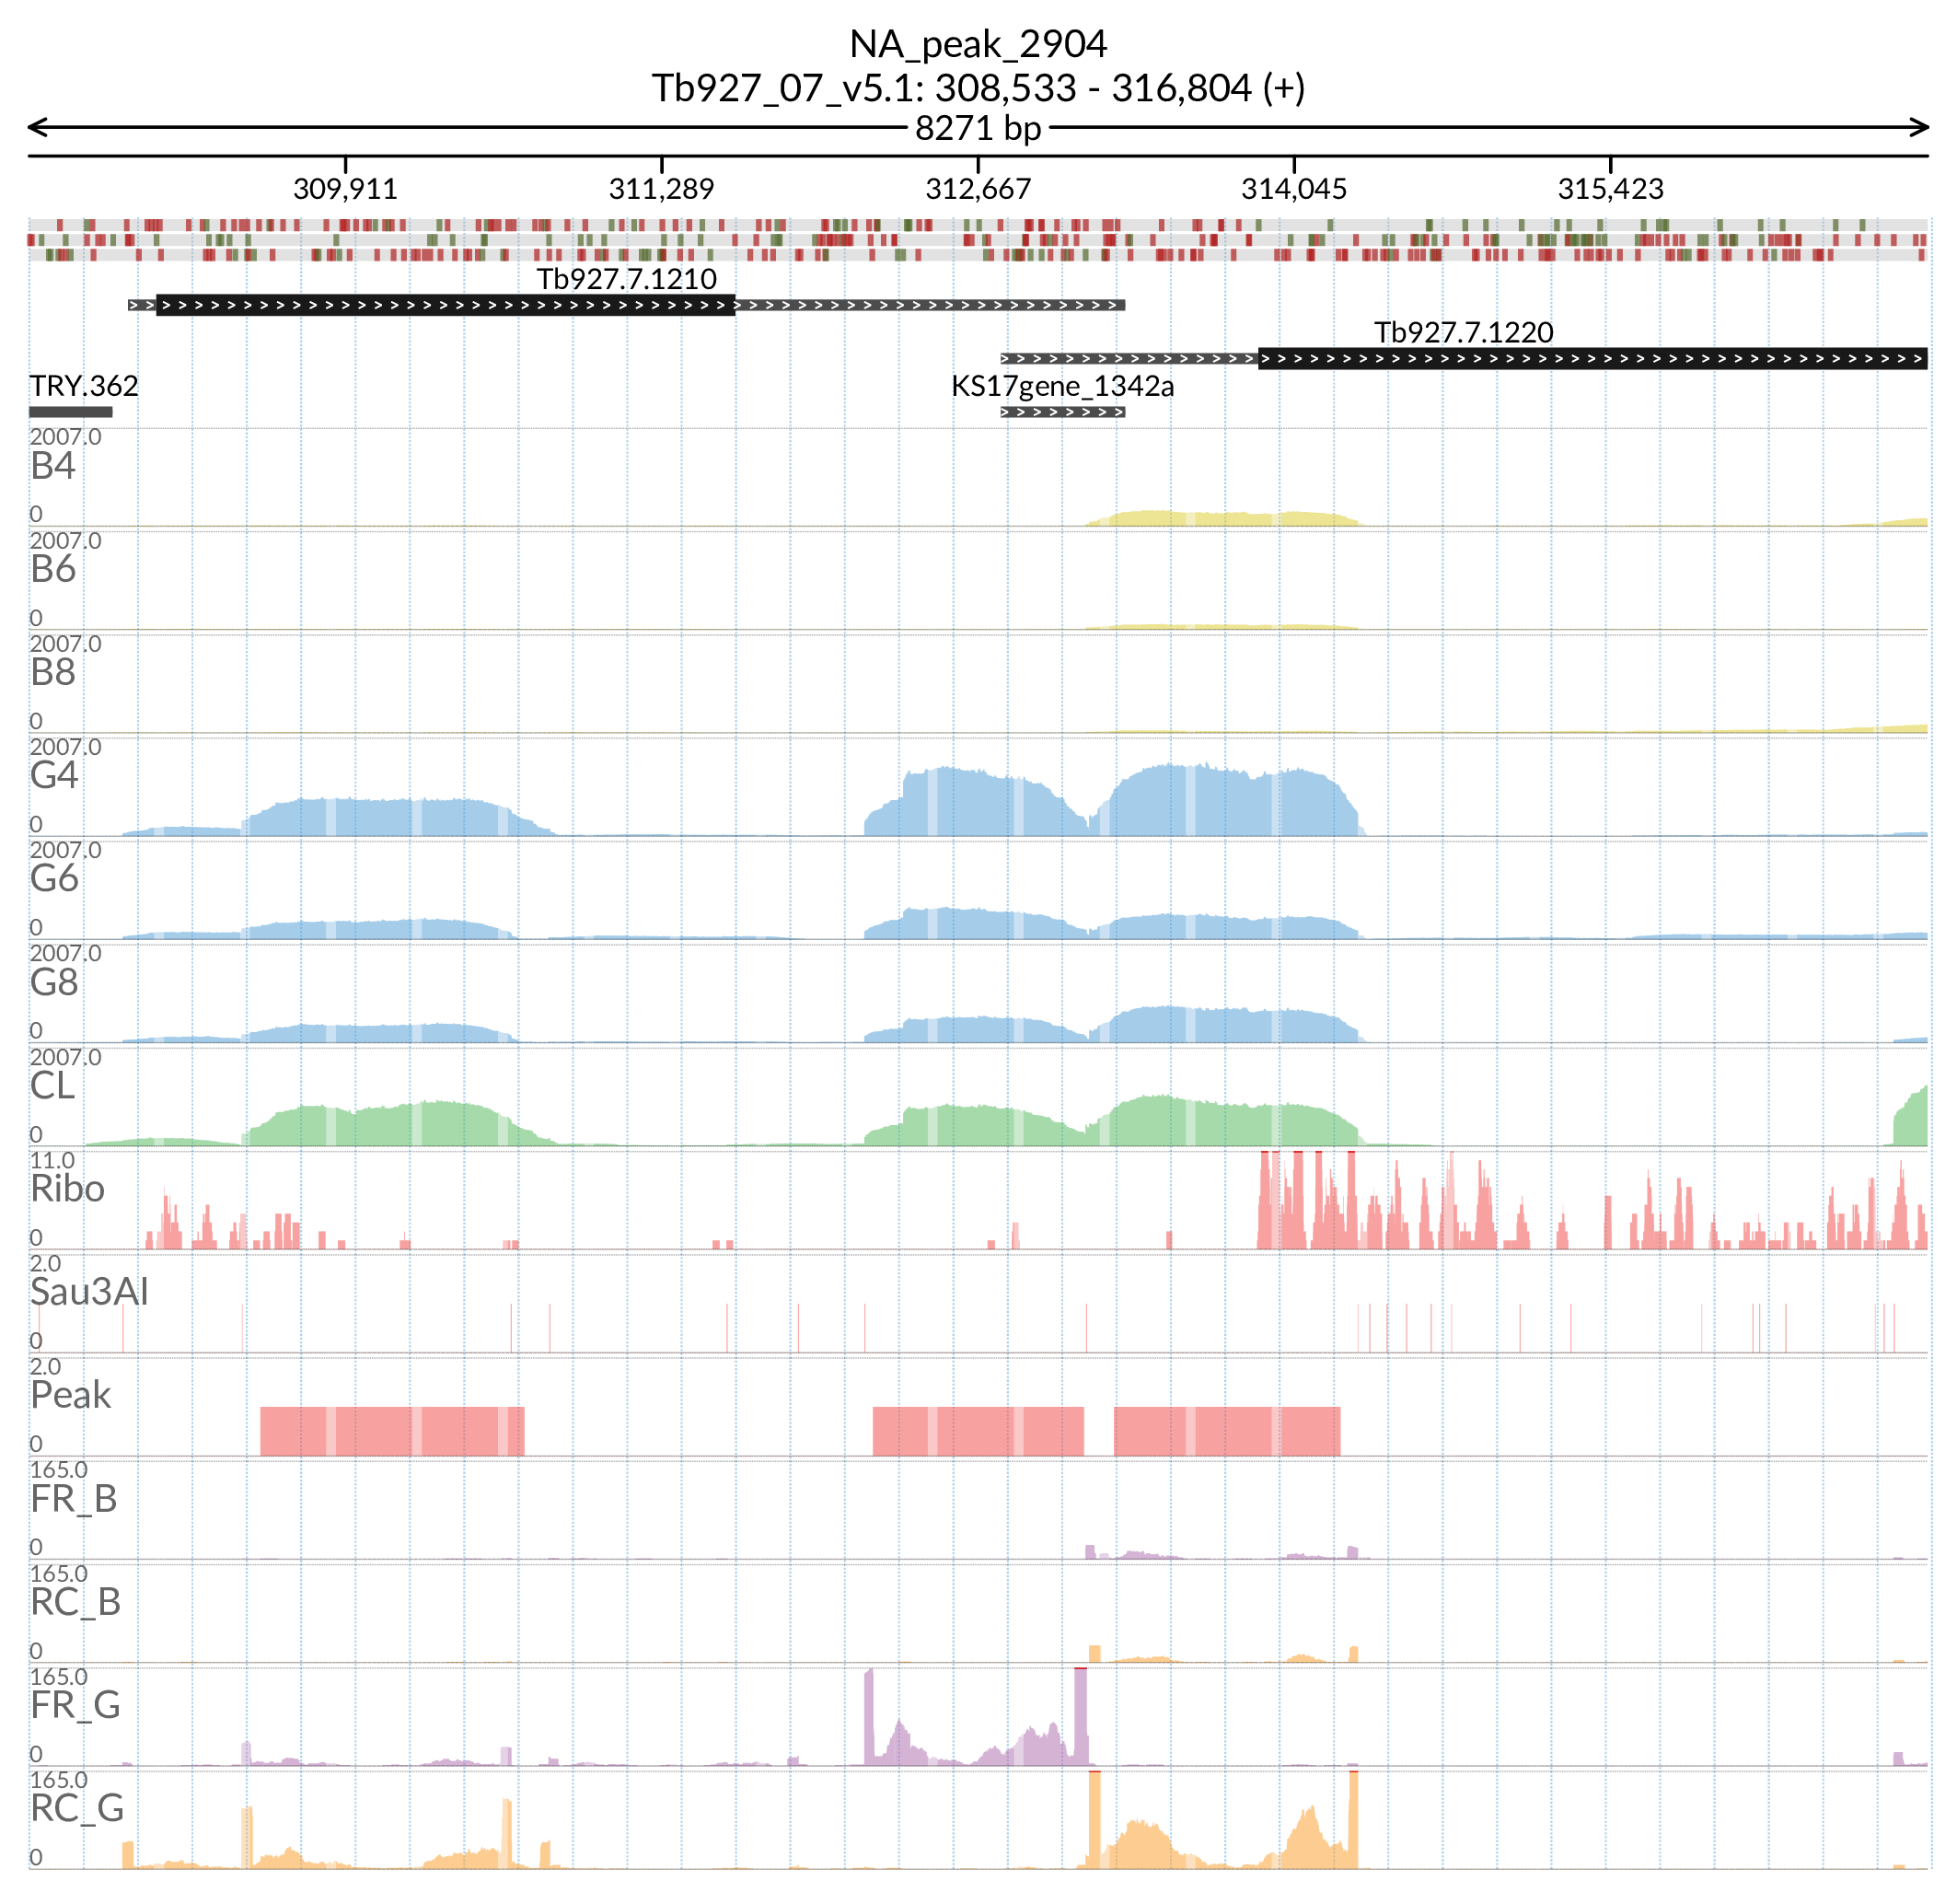 NA_peak_2904
Tb927_07_v5.1: 308,533 - 316,804 (+)
8271 bp
309,911 311,289 312,667 314,045 315,423
Tb927.7.1210
Tb927.7.1220
TRY.362 KS17gene_1342a
2007.0
B4
0
2007.0
B6
0
2007.0
B8
0
2007.0
G4
0
2007.0
G6
0
2007.0
G8
0
2007.0
CL
0
11.0
Ribo
0
2.0
Sau3AI
0
2.0
Peak
0
165.0
FR_B
0
165.0
RC_B
0
165.0
FR_G
0
165.0
RC_G
0